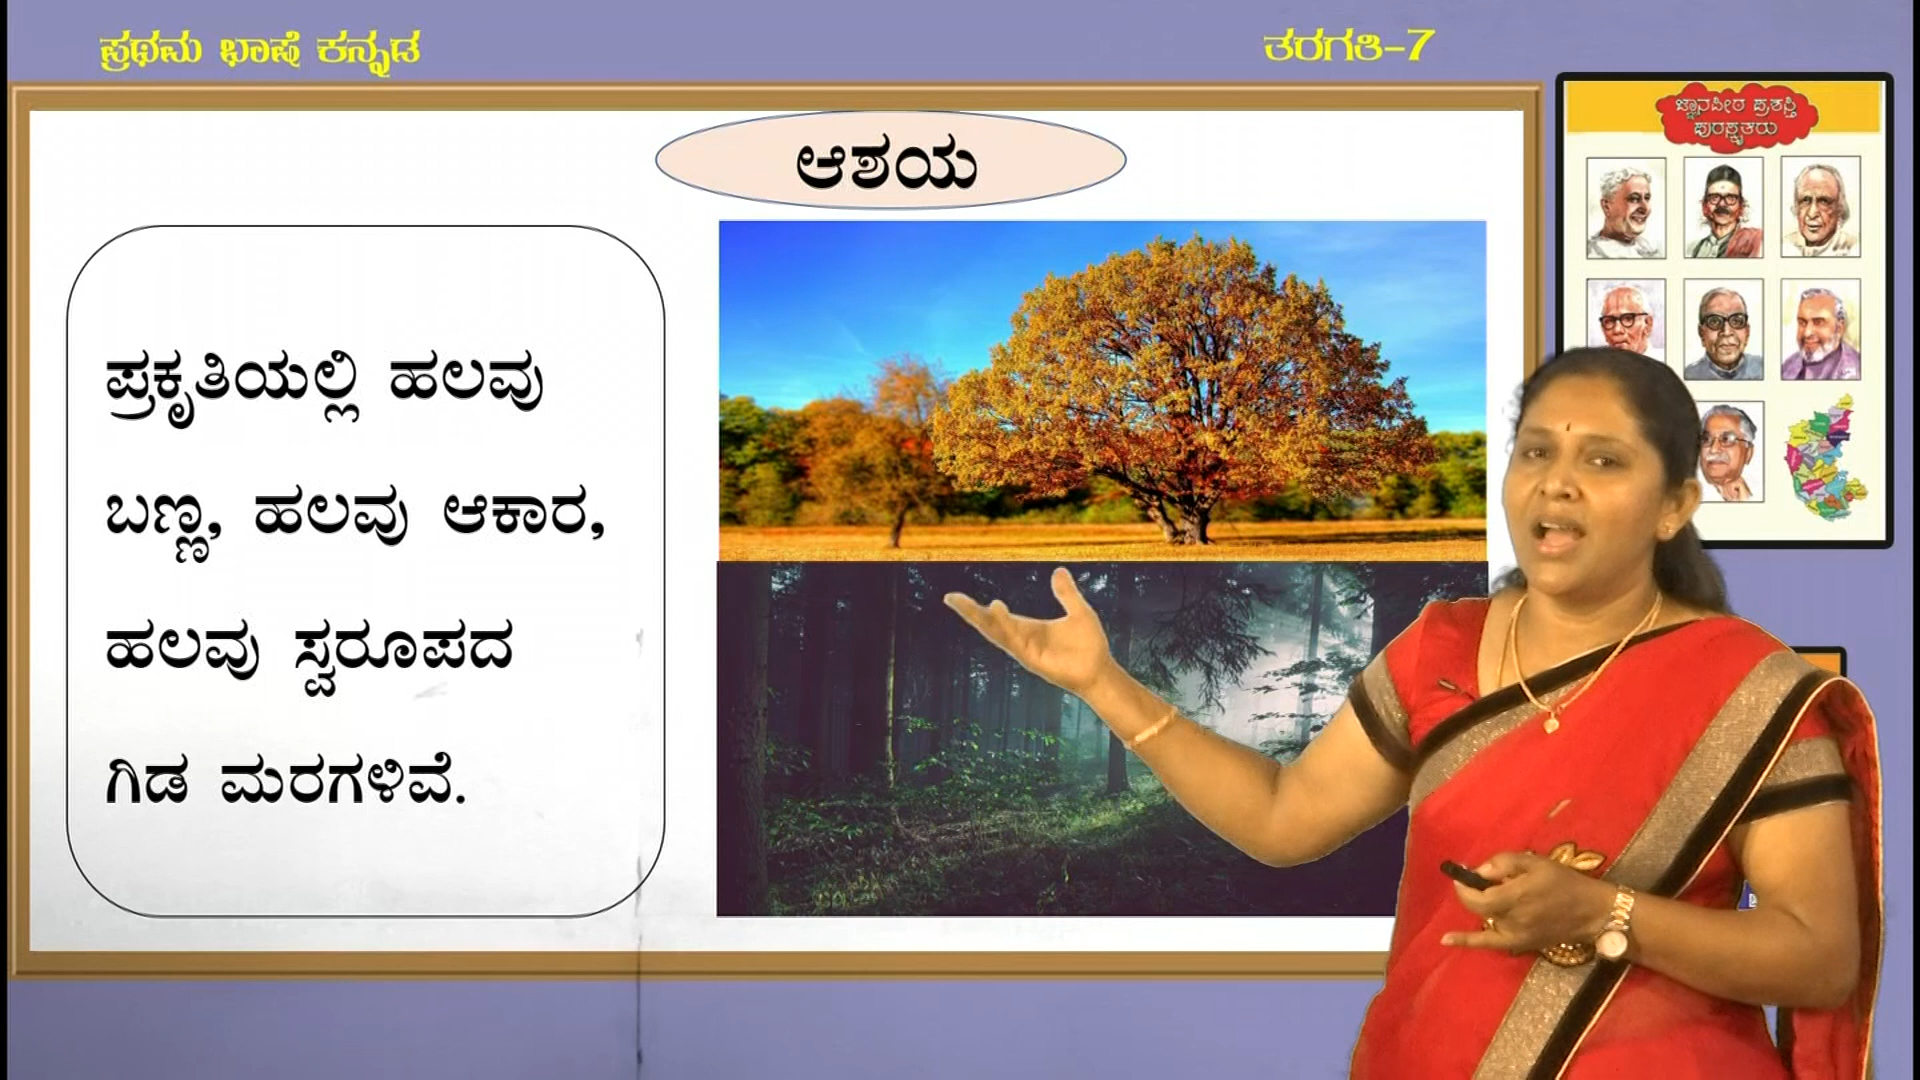 ಪ್ರಥಮ ಭಾಷೆ ಕನ್ನಡ
ತರಗತಿ-7
ಜ್ಞಾನಪೀಠ ಪ್ರಶಸ್ತಿ
ಪುರಸ್ಕೃತರು
ಆಶಯ
ಪ್ರಕೃತಿಯಲ್ಲಿ ಹಲವು
ಬಣ್ಣ, ಹಲವು ಆಕಾರ,
ಹಲವು ಸ್ವರೂಪದ
ಗಿಡ ಮರಗಳಿವೆ.